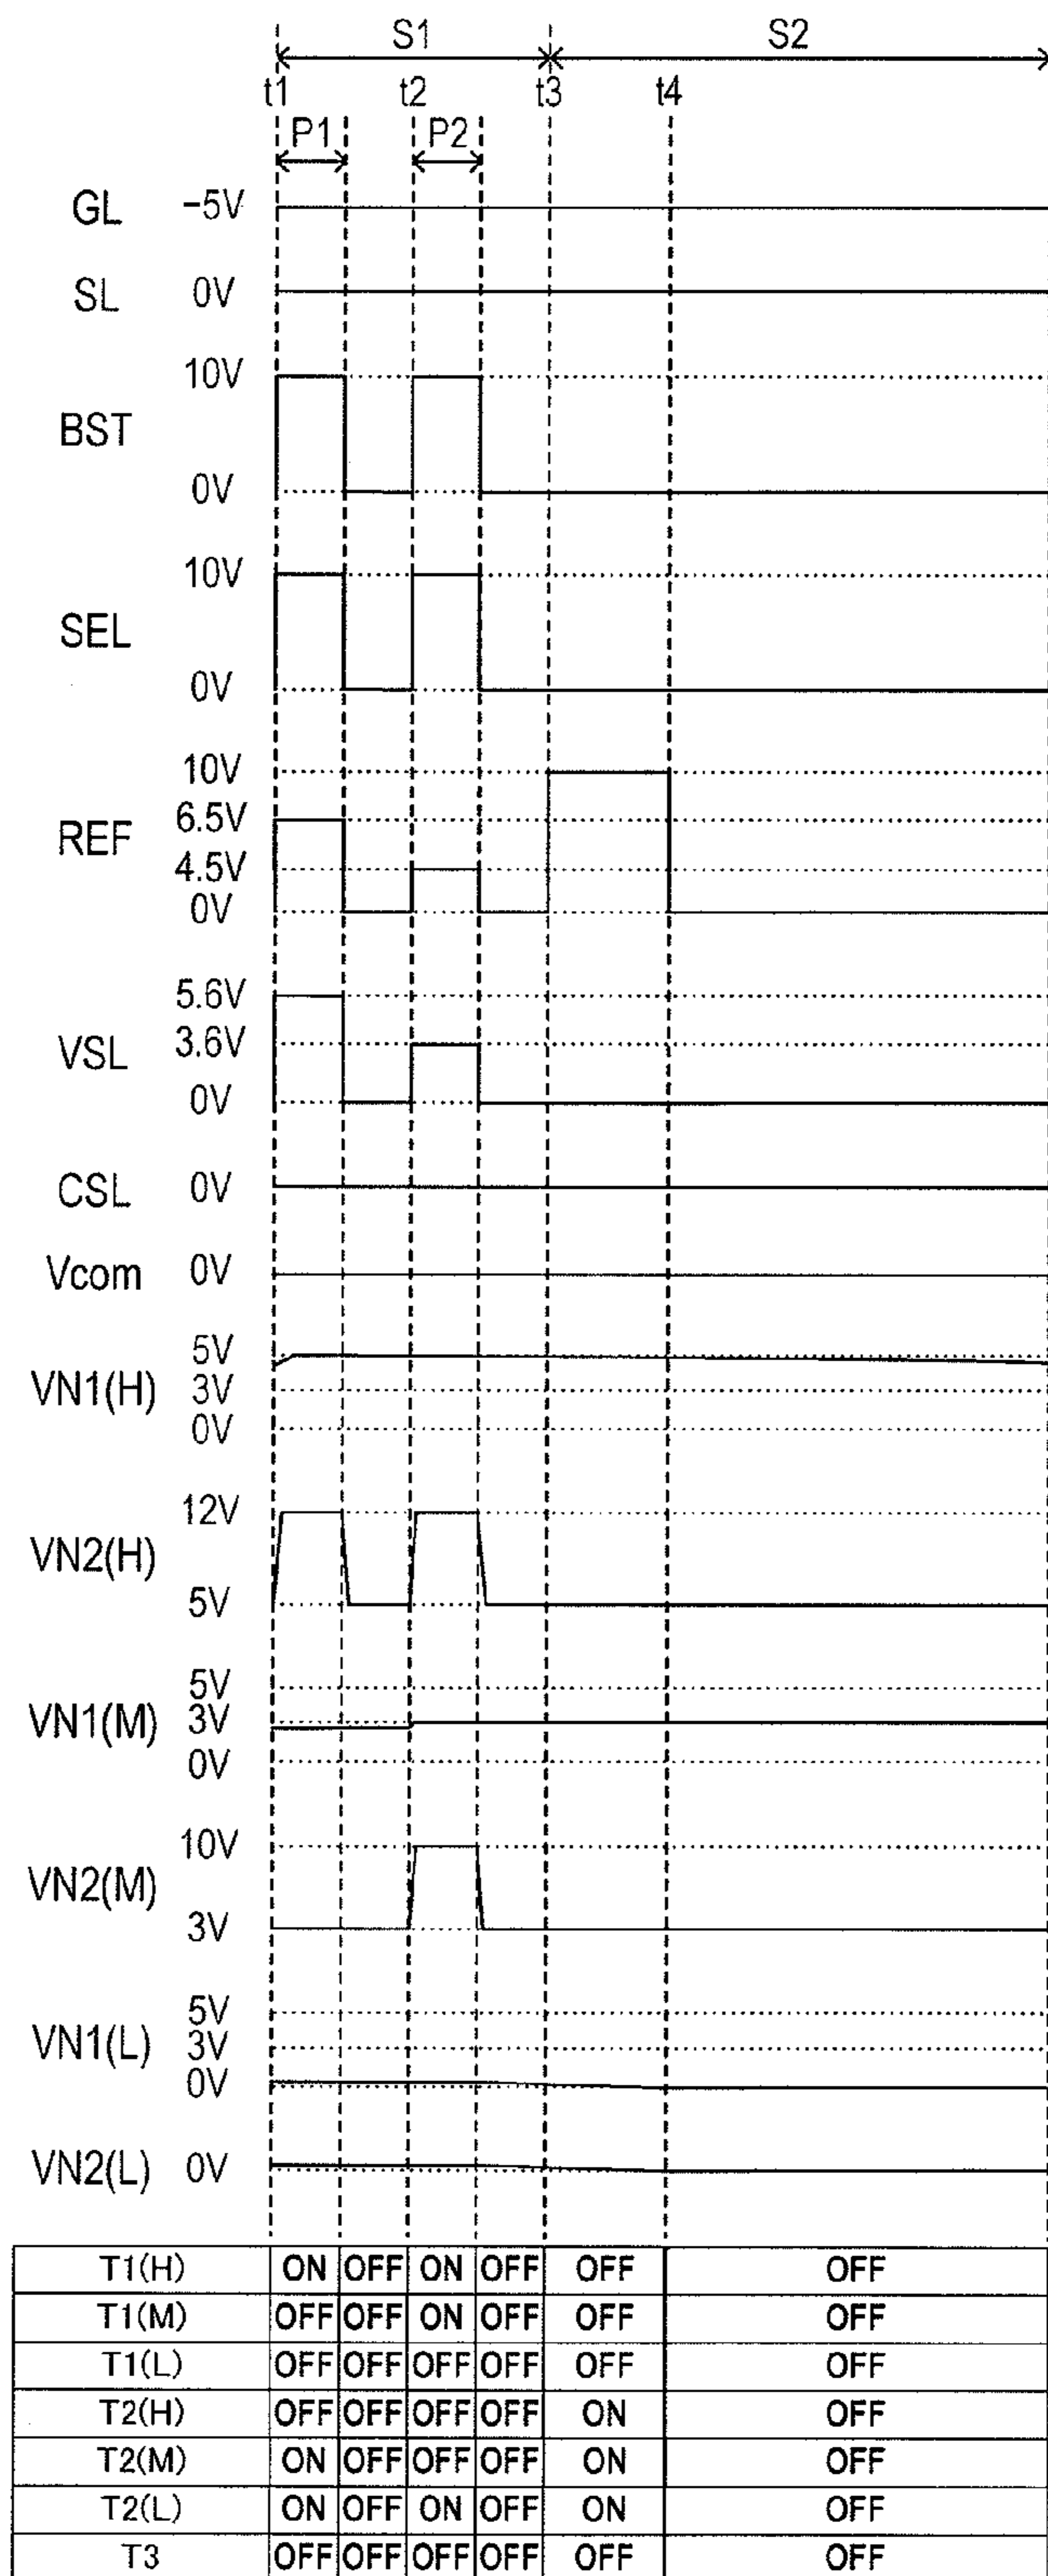 S1 S2
t1 t2 t3 t4
P1 P2
GL -5V
SL 0V
10V
BST
0V
10V
SEL
0V
10V
6.5V
REF
4.5V
0V
5.6V
VSL 3.6V
0V
CSL 0V
Vcom 0V
5V
VN1(H) 3V
0V
12V
VN2(H)
5V
5V
VN1(M) 3V
0V
10V
VN2(M)
3V
5V
VN1(L) 3V
0V
VN2(L) 0V
T1(H) ON OFF ON OFF OFF OFF
T1(M) OFF OFF ON OFF OFF OFF
T1(L) OFF OFF OFF OFF OFF OFF
T2(H) OFF OFF OFF OFF ON OFF
T2(M) ON OFF OFF OFF ON OFF
T2(L) ON OFF ON OFF ON OFF
T3 OFF OFF OFF OFF OFF OFF